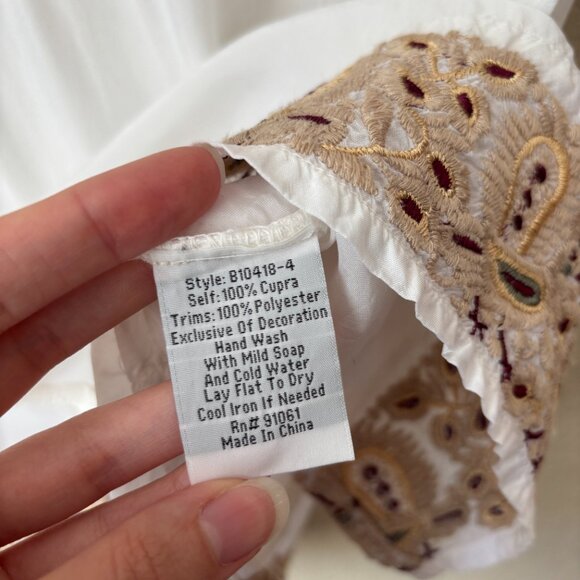 Style: B10418-4
Self: 100% Cupra
Trims: 100% Polyester
Exclusive Of Decoration
Hand Wash
With Mild Soap
And Cold Water
Lay Flat To Dry
Cool Iron If Needed
Rn# 91061
Made In China